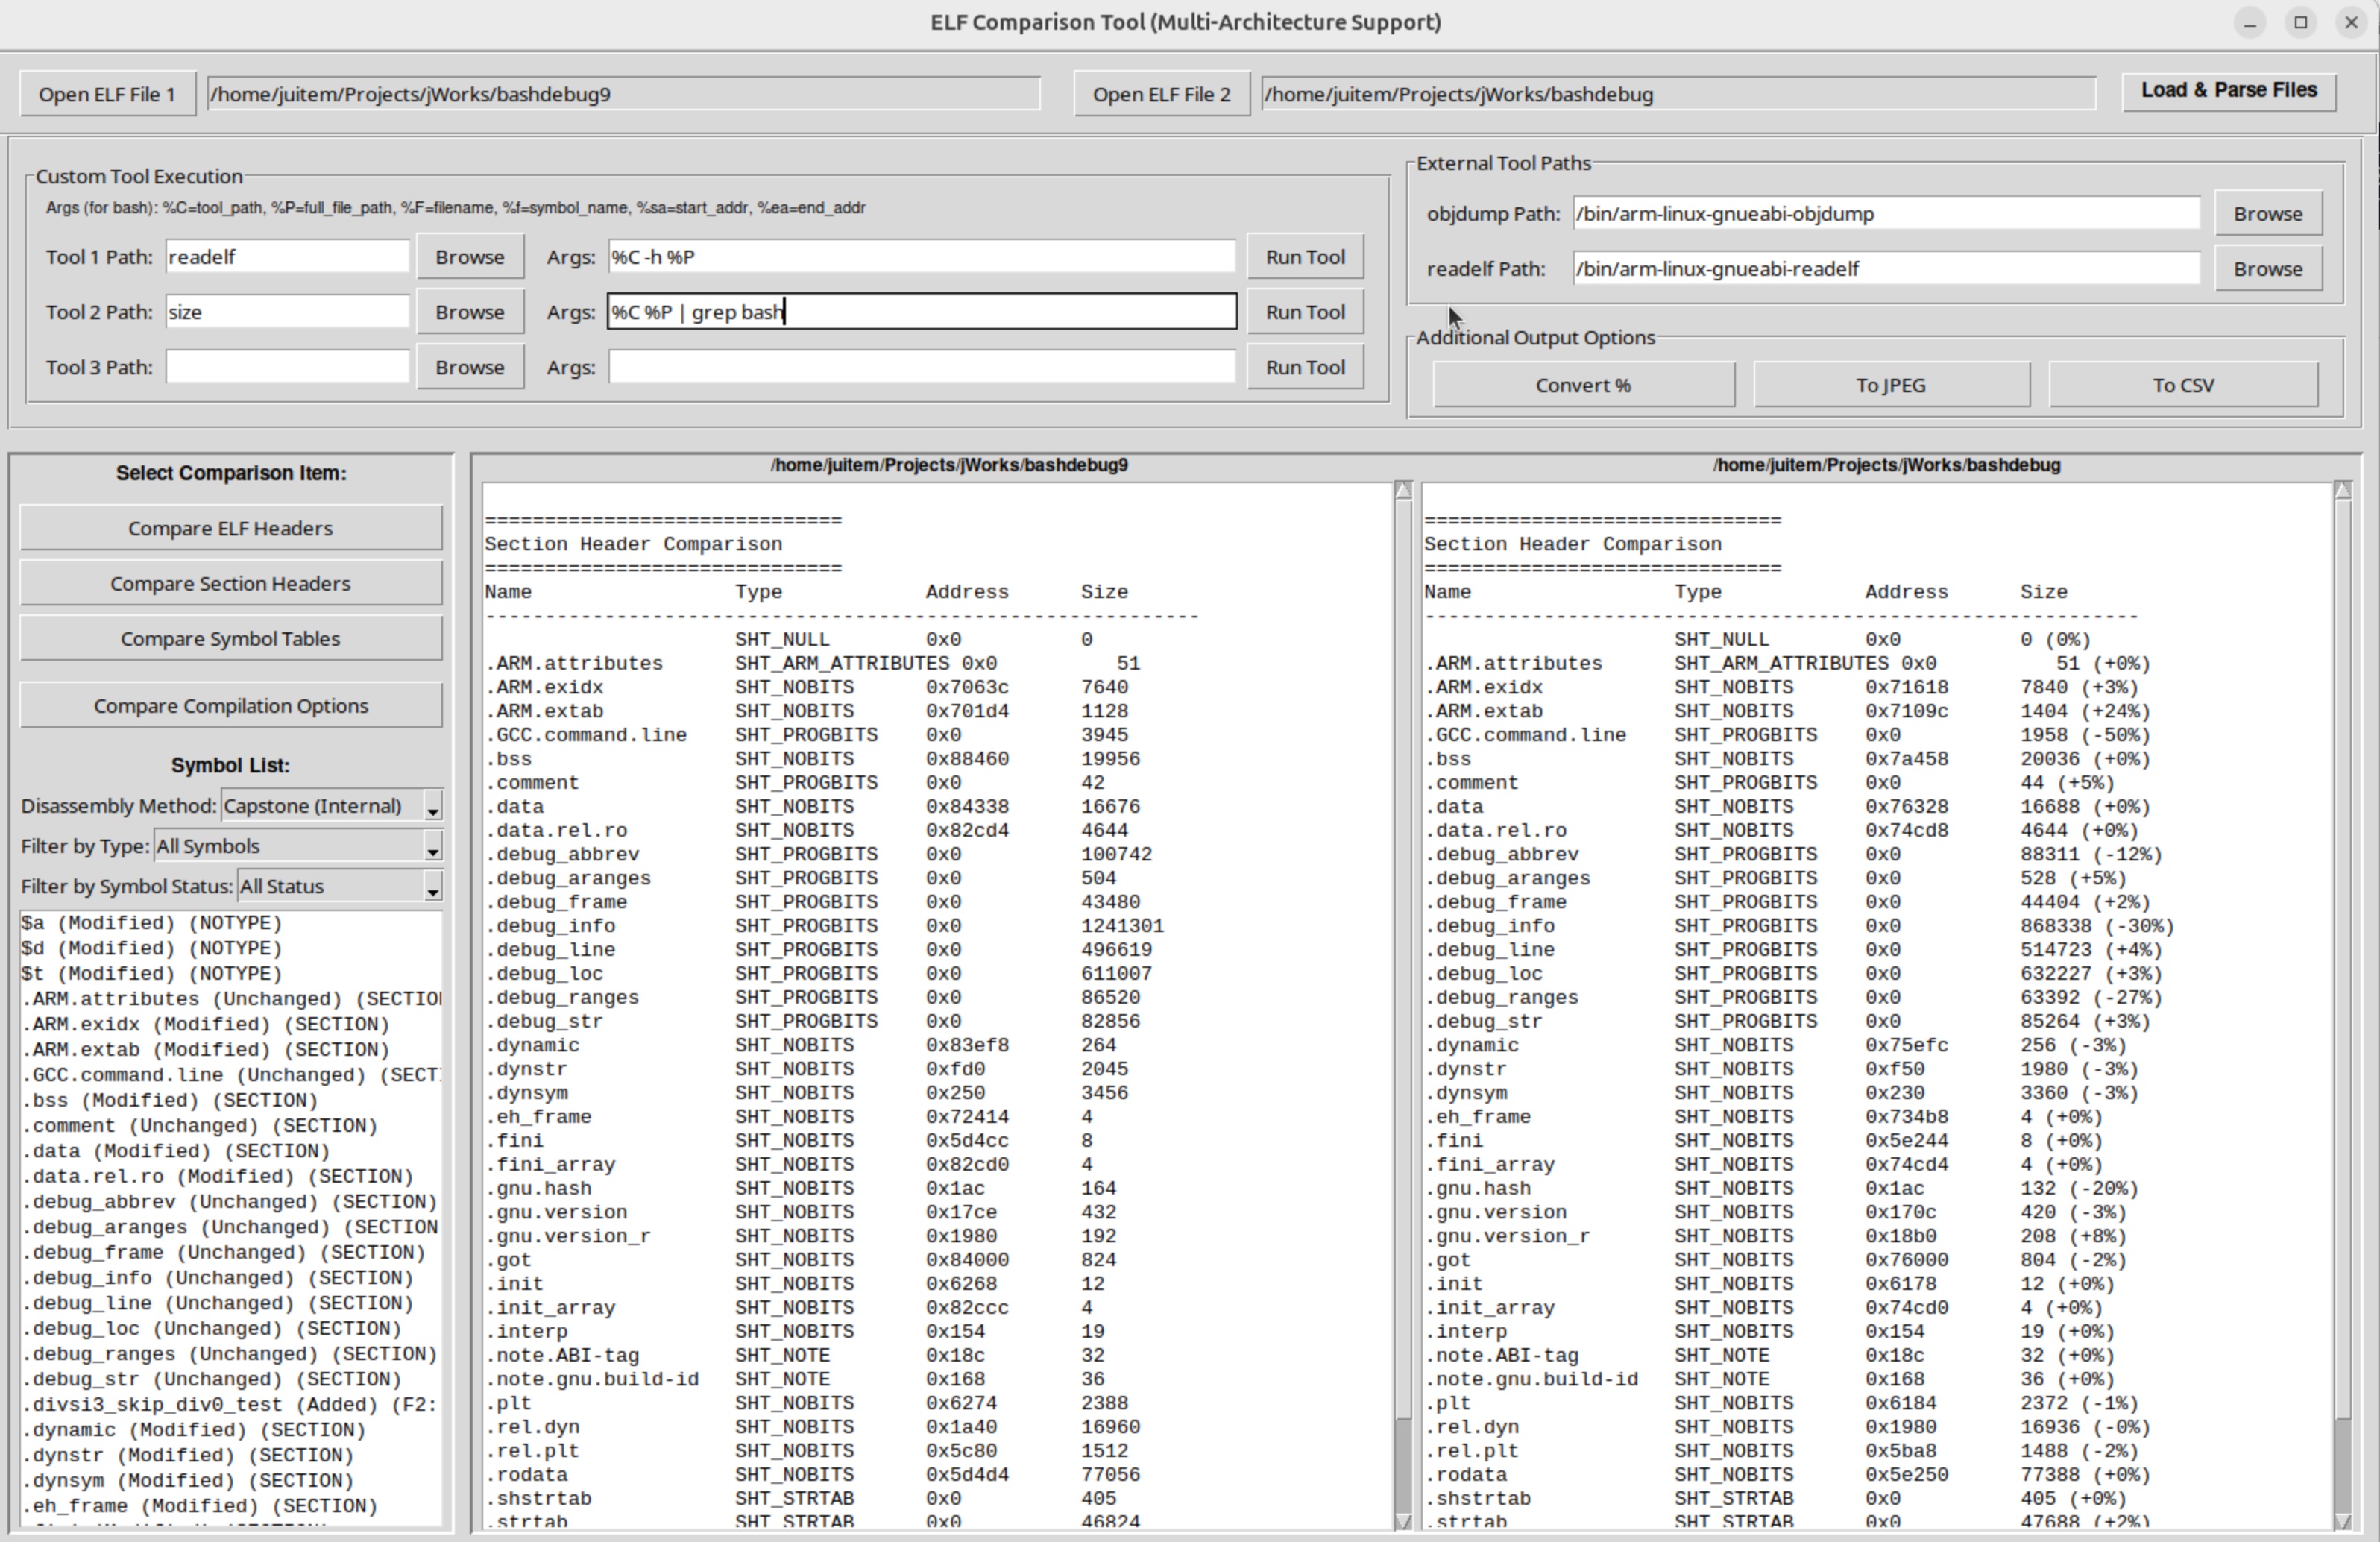 ELF Comparison Tool (Multi-Architecture Support)
Open ELF File 1 /home/juitem/Projects/jWorks/bashdebug9 Open ELF File 2 /home/juitem/Projects/jWorks/bashdebug Load & Parse Files
Custom Tool Execution
Args (for bash): %C=tool_path, %P=full_file_path, %F=filename, %f=symbol_name, %sa=start_addr, %ea=end_addr
Tool 1 Path: readelf Browse Args: %C -h %P Run Tool
Tool 2 Path: size Browse Args: %C %P | grep bash Run Tool
Tool 3 Path: Browse Args: Run Tool
External Tool Paths
objdump Path: /bin/arm-linux-gnueabi-objdump Browse
readelf Path: /bin/arm-linux-gnueabi-readelf Browse
Additional Output Options
Convert % To JPEG To CSV
Select Comparison Item:
Compare ELF Headers
Compare Section Headers
Compare Symbol Tables
Compare Compilation Options
Symbol List:
Disassembly Method: Capstone (Internal)
Filter by Type: All Symbols
Filter by Symbol Status: All Status
$a (Modified) (NOTYPE)
$d (Modified) (NOTYPE)
$t (Modified) (NOTYPE)
.ARM.attributes (Unchanged) (SECTIO
.ARM.exidx (Modified) (SECTION)
.ARM.extab (Modified) (SECTION)
.GCC.command.line (Unchanged) (SECT
.bss (Modified) (SECTION)
.comment (Unchanged) (SECTION)
.data (Modified) (SECTION)
.data.rel.ro (Modified) (SECTION)
.debug_abbrev (Unchanged) (SECTION)
.debug_aranges (Unchanged) (SECTION
.debug_frame (Unchanged) (SECTION)
.debug_info (Unchanged) (SECTION)
.debug_line (Unchanged) (SECTION)
.debug_loc (Unchanged) (SECTION)
.debug_ranges (Unchanged) (SECTION)
.debug_str (Unchanged) (SECTION)
.divsi3_skip_div0_test (Added) (F2:
.dynamic (Modified) (SECTION)
.dynstr (Modified) (SECTION)
.dynsym (Modified) (SECTION)
.eh_frame (Modified) (SECTION)
/home/juitem/Projects/jWorks/bashdebug9
==============================
Section Header Comparison
==============================
Name Type Address Size
------------------------------------------------------------
SHT_NULL 0x0 0
.ARM.attributes SHT_ARM_ATTRIBUTES 0x0 51
.ARM.exidx SHT_NOBITS 0x7063c 7640
.ARM.extab SHT_NOBITS 0x701d4 1128
.GCC.command.line SHT_PROGBITS 0x0 3945
.bss SHT_NOBITS 0x88460 19956
.comment SHT_PROGBITS 0x0 42
.data SHT_NOBITS 0x84338 16676
.data.rel.ro SHT_NOBITS 0x82cd4 4644
.debug_abbrev SHT_PROGBITS 0x0 100742
.debug_aranges SHT_PROGBITS 0x0 504
.debug_frame SHT_PROGBITS 0x0 43480
.debug_info SHT_PROGBITS 0x0 1241301
.debug_line SHT_PROGBITS 0x0 496619
.debug_loc SHT_PROGBITS 0x0 611007
.debug_ranges SHT_PROGBITS 0x0 86520
.debug_str SHT_PROGBITS 0x0 82856
.dynamic SHT_NOBITS 0x83ef8 264
.dynstr SHT_NOBITS 0xfd0 2045
.dynsym SHT_NOBITS 0x250 3456
.eh_frame SHT_NOBITS 0x72414 4
.fini SHT_NOBITS 0x5d4cc 8
.fini_array SHT_NOBITS 0x82cd0 4
.gnu.hash SHT_NOBITS 0x1ac 164
.gnu.version SHT_NOBITS 0x17ce 432
.gnu.version_r SHT_NOBITS 0x1980 192
.got SHT_NOBITS 0x84000 824
.init SHT_NOBITS 0x6268 12
.init_array SHT_NOBITS 0x82ccc 4
.interp SHT_NOBITS 0x154 19
.note.ABI-tag SHT_NOTE 0x18c 32
.note.gnu.build-id SHT_NOTE 0x168 36
.plt SHT_NOBITS 0x6274 2388
.rel.dyn SHT_NOBITS 0x1a40 16960
.rel.plt SHT_NOBITS 0x5c80 1512
.rodata SHT_NOBITS 0x5d4d4 77056
.shstrtab SHT_STRTAB 0x0 405
.strtab SHT_STRTAB 0x0 46824
/home/juitem/Projects/jWorks/bashdebug
==============================
Section Header Comparison
==============================
Name Type Address Size
------------------------------------------------------------
SHT_NULL 0x0 0 (0%)
.ARM.attributes SHT_ARM_ATTRIBUTES 0x0 51 (+0%)
.ARM.exidx SHT_NOBITS 0x71618 7840 (+3%)
.ARM.extab SHT_NOBITS 0x7109c 1404 (+24%)
.GCC.command.line SHT_PROGBITS 0x0 1958 (-50%)
.bss SHT_NOBITS 0x7a458 20036 (+0%)
.comment SHT_PROGBITS 0x0 44 (+5%)
.data SHT_NOBITS 0x76328 16688 (+0%)
.data.rel.ro SHT_NOBITS 0x74cd8 4644 (+0%)
.debug_abbrev SHT_PROGBITS 0x0 88311 (-12%)
.debug_aranges SHT_PROGBITS 0x0 528 (+5%)
.debug_frame SHT_PROGBITS 0x0 44404 (+2%)
.debug_info SHT_PROGBITS 0x0 868338 (-30%)
.debug_line SHT_PROGBITS 0x0 514723 (+4%)
.debug_loc SHT_PROGBITS 0x0 632227 (+3%)
.debug_ranges SHT_PROGBITS 0x0 63392 (-27%)
.debug_str SHT_PROGBITS 0x0 85264 (+3%)
.dynamic SHT_NOBITS 0x75efc 256 (-3%)
.dynstr SHT_NOBITS 0xf50 1980 (-3%)
.dynsym SHT_NOBITS 0x230 3360 (-3%)
.eh_frame SHT_NOBITS 0x734b8 4 (+0%)
.fini SHT_NOBITS 0x5e244 8 (+0%)
.fini_array SHT_NOBITS 0x74cd4 4 (+0%)
.gnu.hash SHT_NOBITS 0x1ac 132 (-20%)
.gnu.version SHT_NOBITS 0x170c 420 (-3%)
.gnu.version_r SHT_NOBITS 0x18b0 208 (+8%)
.got SHT_NOBITS 0x76000 804 (-2%)
.init SHT_NOBITS 0x6178 12 (+0%)
.init_array SHT_NOBITS 0x74cd0 4 (+0%)
.interp SHT_NOBITS 0x154 19 (+0%)
.note.ABI-tag SHT_NOTE 0x18c 32 (+0%)
.note.gnu.build-id SHT_NOTE 0x168 36 (+0%)
.plt SHT_NOBITS 0x6184 2372 (-1%)
.rel.dyn SHT_NOBITS 0x1980 16936 (-0%)
.rel.plt SHT_NOBITS 0x5ba8 1488 (-2%)
.rodata SHT_NOBITS 0x5e250 77388 (+0%)
.shstrtab SHT_STRTAB 0x0 405 (+0%)
.strtab SHT_STRTAB 0x0 47688 (+2%)